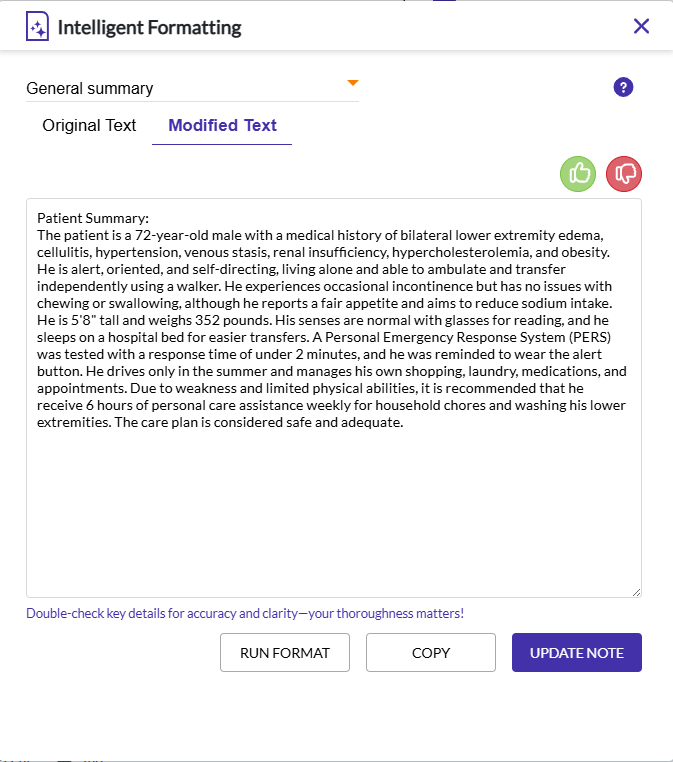 Intelligent Formatting
General summary
?
Original Text
Modified Text
Patient Summary:
The patient is a 72-year-old male with a medical history of bilateral lower extremity edema,
cellulitis, hypertension, venous stasis, renal insufficiency, hypercholesterolemia, and obesity.
He is alert, oriented, and self-directing, living alone and able to ambulate and transfer
independently using a walker. He experiences occasional incontinence but has no issues with
chewing or swallowing, although he reports a fair appetite and aims to reduce sodium intake.
He is 5'8" tall and weighs 352 pounds. His senses are normal with glasses for reading, and he
sleeps on a hospital bed for easier transfers. A Personal Emergency Response System (PERS)
was tested with a response time of under 2 minutes, and he was reminded to wear the alert
button. He drives only in the summer and manages his own shopping, laundry, medications, and
appointments. Due to weakness and limited physical abilities, it is recommended that he
receive 6 hours of personal care assistance weekly for household chores and washing his lower
extremities. The care plan is considered safe and adequate.
Double-check key details for accuracy and clarity—your thoroughness matters!
RUN FORMAT
COPY
UPDATE NOTE